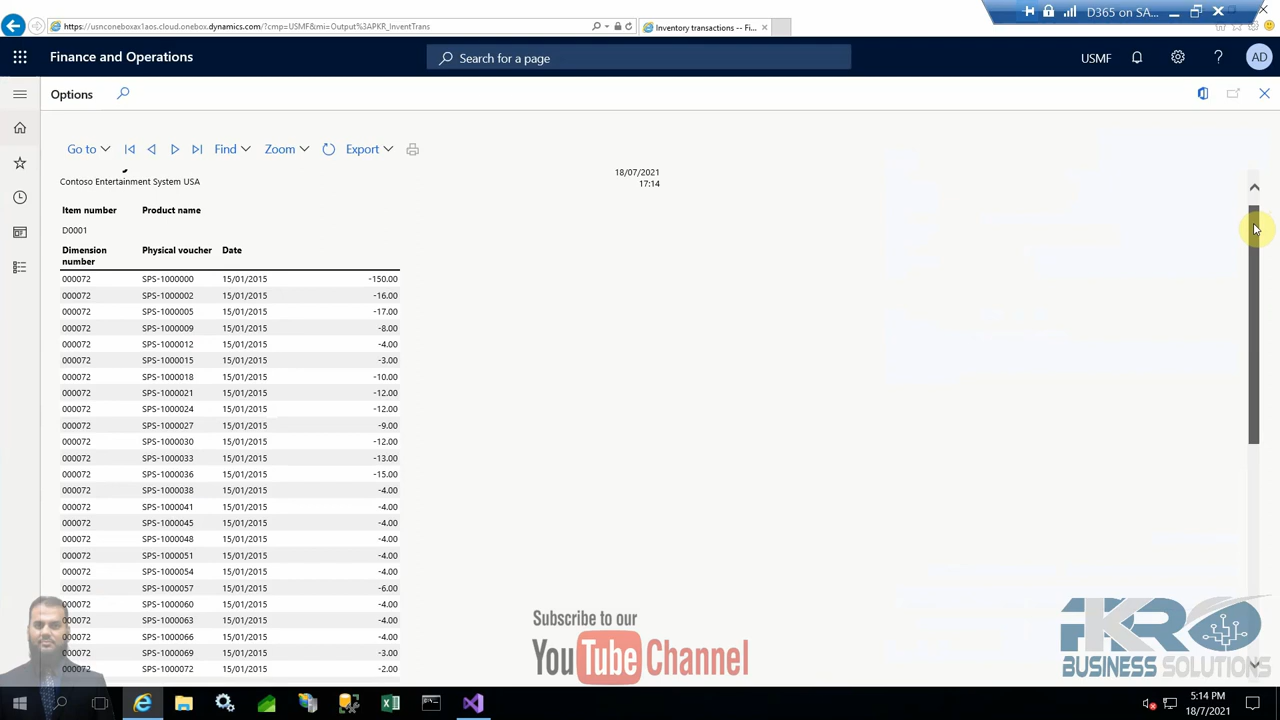 https://usnconeboxax1aos.cloud.onebox.dynamics.com/?cmp=USMF&mi=Output%3APKR_InventTrans
Inventory transactions -- Fi...
D365 on SA...
Finance and Operations
Search for a page
USMF
AD
Options
Go to
Find
Zoom
Export
Contoso Entertainment System USA
18/07/2021
17:14
Item number Product name
D0001
Dimension number Physical voucher Date
000072 SPS-1000000 15/01/2015 -150.00
000072 SPS-1000002 15/01/2015 -16.00
000072 SPS-1000005 15/01/2015 -17.00
000072 SPS-1000009 15/01/2015 -8.00
000072 SPS-1000012 15/01/2015 -4.00
000072 SPS-1000015 15/01/2015 -3.00
000072 SPS-1000018 15/01/2015 -10.00
000072 SPS-1000021 15/01/2015 -12.00
000072 SPS-1000024 15/01/2015 -12.00
000072 SPS-1000027 15/01/2015 -9.00
000072 SPS-1000030 15/01/2015 -12.00
000072 SPS-1000033 15/01/2015 -13.00
000072 SPS-1000036 15/01/2015 -15.00
000072 SPS-1000038 15/01/2015 -4.00
000072 SPS-1000041 15/01/2015 -4.00
000072 SPS-1000045 15/01/2015 -4.00
000072 SPS-1000048 15/01/2015 -4.00
000072 SPS-1000051 15/01/2015 -4.00
000072 SPS-1000054 15/01/2015 -4.00
000072 SPS-1000057 15/01/2015 -6.00
000072 SPS-1000060 15/01/2015 -4.00
000072 SPS-1000063 15/01/2015 -4.00
000072 SPS-1000066 15/01/2015 -4.00
000072 SPS-1000069 15/01/2015 -3.00
000072 SPS-1000072 15/01/2015 -2.00
Subscribe to our
YouTube Channel
PKRO
BUSINESS SOLUTIONS
5:14 PM
18/7/2021